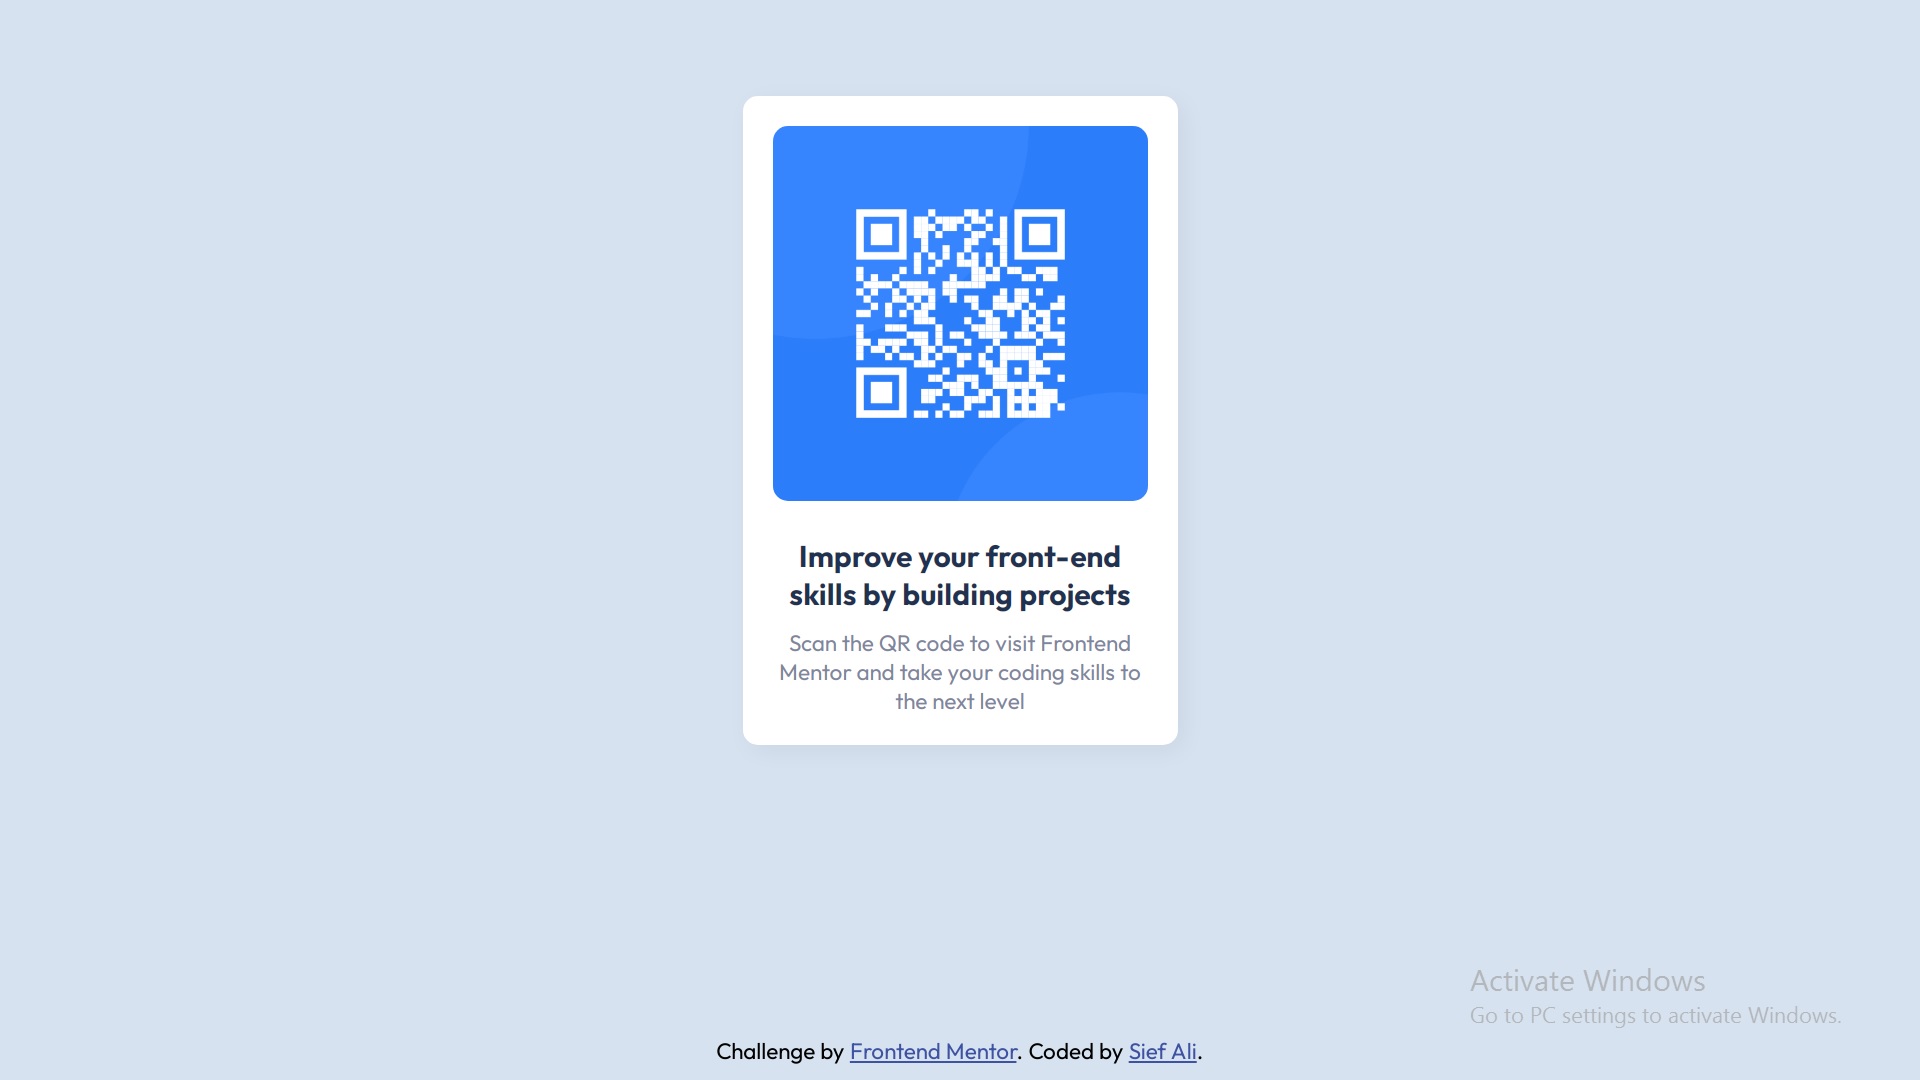 Improve your front-end
skills by building projects
Scan the QR code to visit Frontend
Mentor and take your coding skills to
the next level
Activate Windows
Go to PC settings to activate Windows.
Challenge by Frontend Mentor. Coded by Sief Ali.